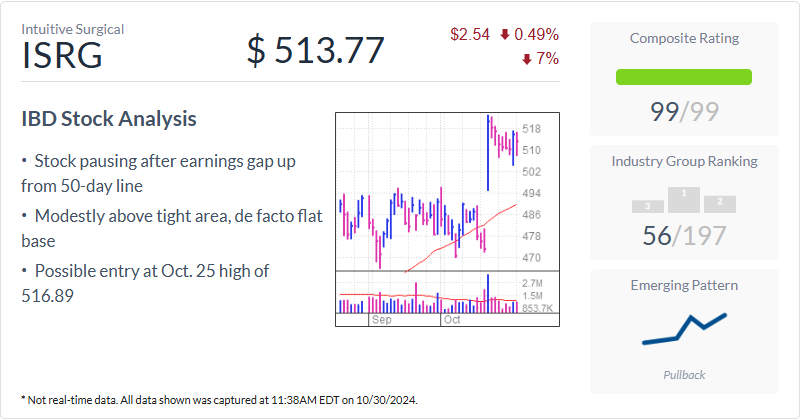 Intuitive Surgical
ISRG
$ 513.77
$2.54 0.49%
7%
IBD Stock Analysis
• Stock pausing after earnings gap up
from 50-day line
• Modestly above tight area, de facto flat
base
• Possible entry at Oct. 25 high of
516.89
518
510
502
494
486
478
470
2.7M
1.5M
853.7K
Sep
Oct
Composite Rating
99/99
Industry Group Ranking
3
1
2
56/197
Emerging Pattern
Pullback
* Not real-time data. All data shown was captured at 11:38AM EDT on 10/30/2024.